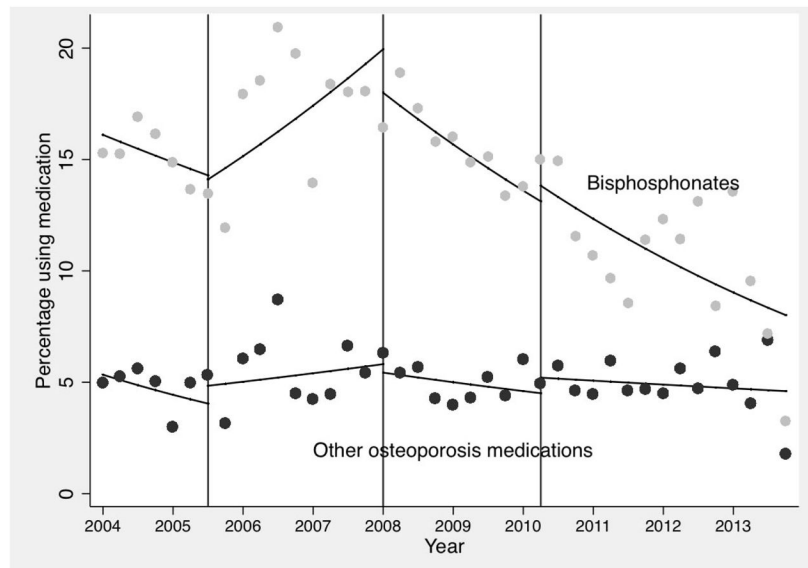 20
15
10
5
0
Percentage using medication
Bisphosphonates
Other osteoporosis medications
2004 2005 2006 2007 2008 2009 2010 2011 2012 2013
Year